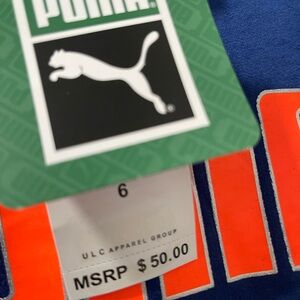 PUMA
®
6
ULC APPAREL GROUP
MSRP $50.00